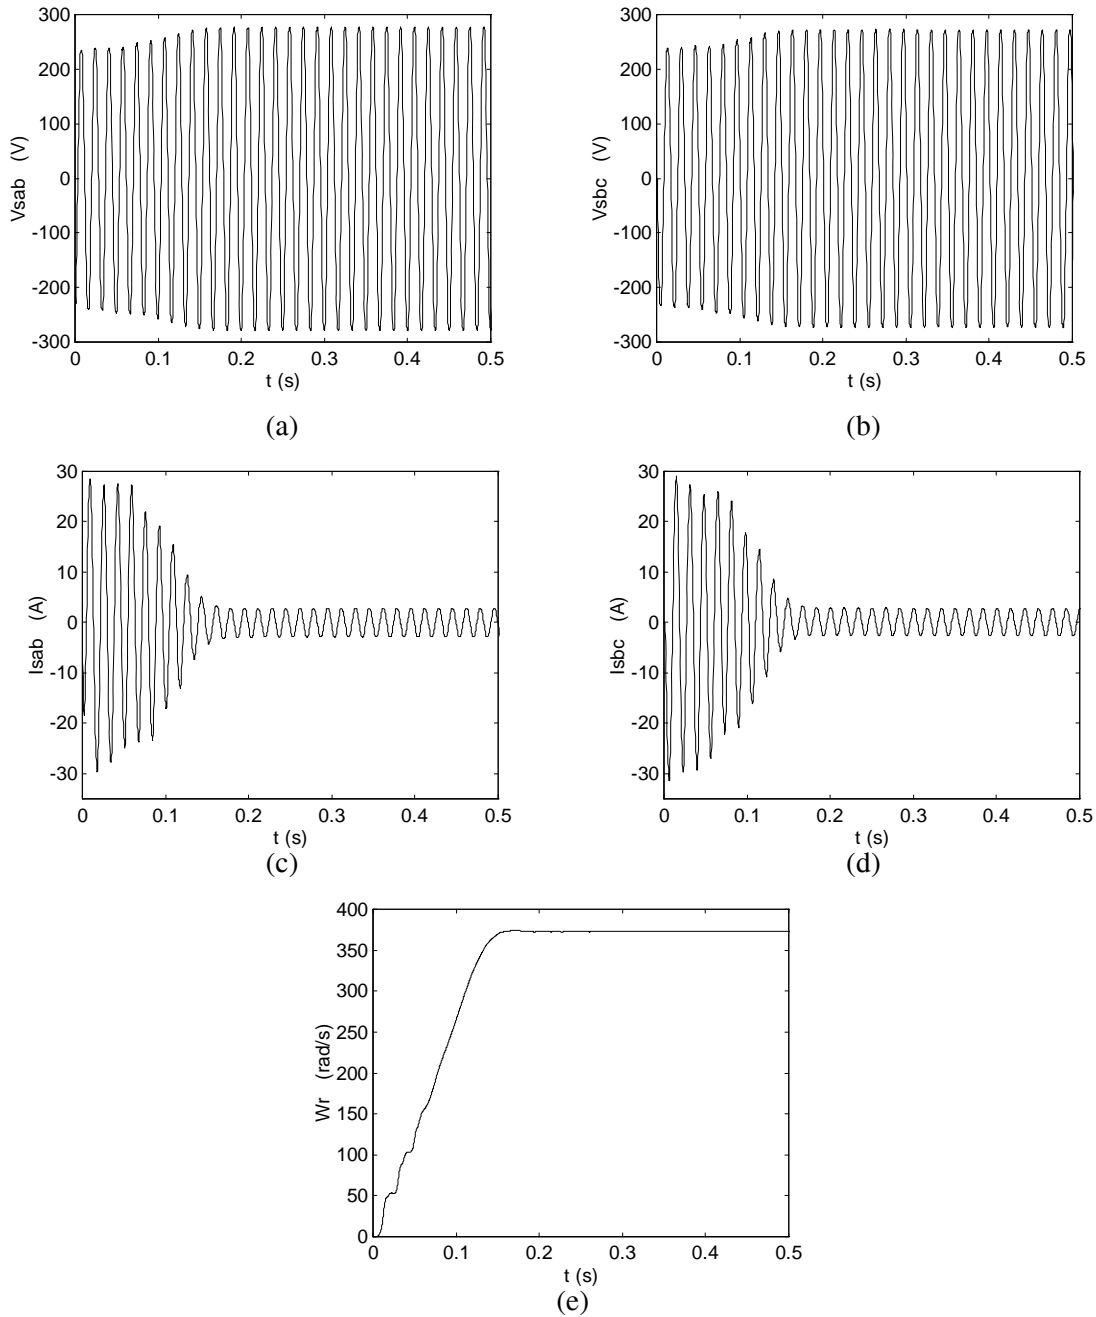 300
200
100
0
-100
-200
-300
Vsab (V)
0 0.1 0.2 0.3 0.4 0.5
t (s)
(a)
300
200
100
0
-100
-200
-300
Vsbc (V)
0 0.1 0.2 0.3 0.4 0.5
t (s)
(b)
30
20
10
0
-10
-20
-30
Isab (A)
0 0.1 0.2 0.3 0.4 0.5
t (s)
(c)
30
20
10
0
-10
-20
-30
Isbc (A)
0 0.1 0.2 0.3 0.4 0.5
t (s)
(d)
400
350
300
250
200
150
100
50
0
Wr (rad/s)
0 0.1 0.2 0.3 0.4 0.5
t (s)
(e)